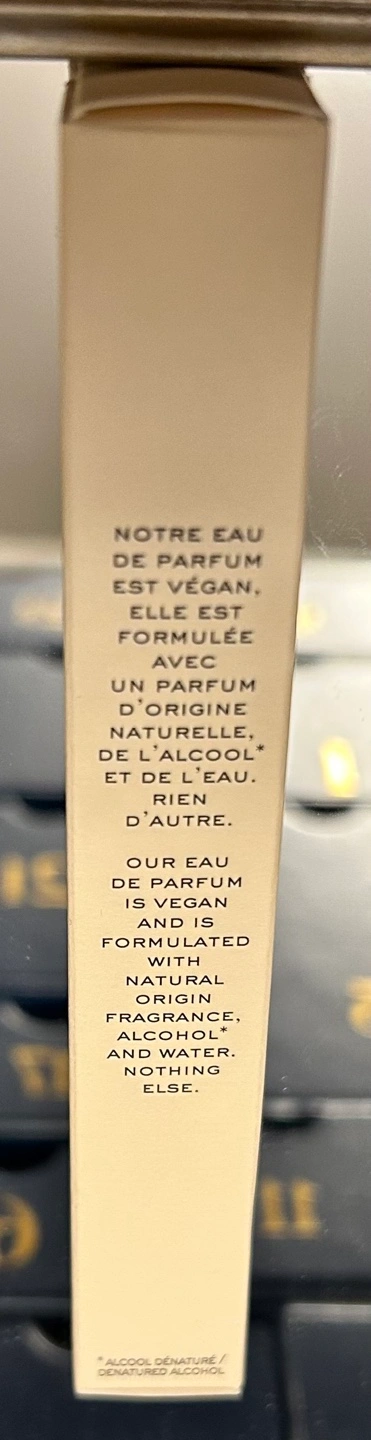 NOTRE EAU
DE PARFUM
EST VÉGAN,
ELLE EST
FORMULÉE
AVEC
UN PARFUM
D'ORIGINE
NATURELLE,
DE L'ALCOOL*
ET DE L'EAU.
RIEN
D'AUTRE.
OUR EAU
DE PARFUM
IS VEGAN
AND IS
FORMULATED
WITH
NATURAL
ORIGIN
FRAGRANCE,
ALCOHOL*
AND WATER.
NOTHING
ELSE.
*ALCOOL DÉNATURÉ /
DENATURED ALCOHOL